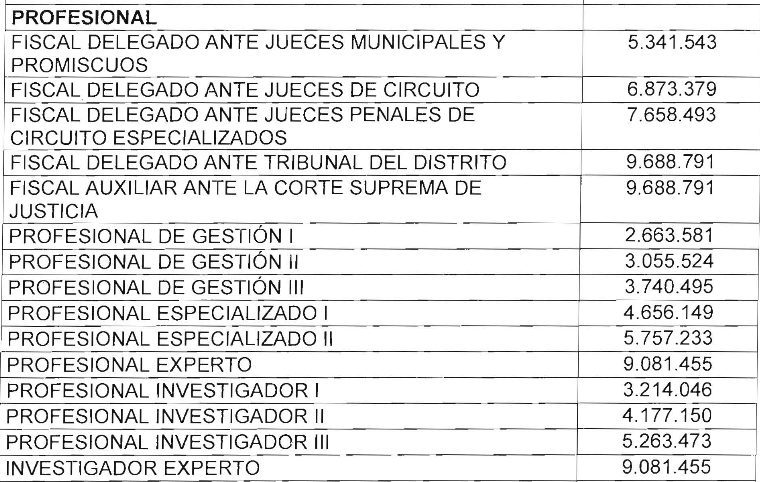 PROFESIONAL
FISCAL DELEGADO ANTE JUECES MUNICIPALES Y 5.341.543
PROMISCUOS
FISCAL DELEGADO ANTE JUECES DE CIRCUITO 6.873.379
FISCAL DELEGADO ANTE JUECES PENALES DE 7.658.493
CIRCUITO ESPECIALIZADOS
FISCAL DELEGADO ANTE TRIBUNAL DEL DISTRITO 9.688.791
FISCAL AUXILIAR ANTE LA CORTE SUPREMA DE 9.688.791
JUSTICIA
PROFESIONAL DE GESTIÓN I 2.663.581
PROFESIONAL DE GESTIÓN II 3.055.524
PROFESIONAL DE GESTIÓN III 3.740.495
PROFESIONAL ESPECIALIZADO I 4.656.149
PROFESIONAL ESPECIALIZADO II 5.757.233
PROFESIONAL EXPERTO 9.081.455
PROFESIONAL INVESTIGADOR I 3.214.046
PROFESIONAL INVESTIGADOR II 4.177.150
PROFESIONAL INVESTIGADOR III 5.263.473
INVESTIGADOR EXPERTO 9.081.455